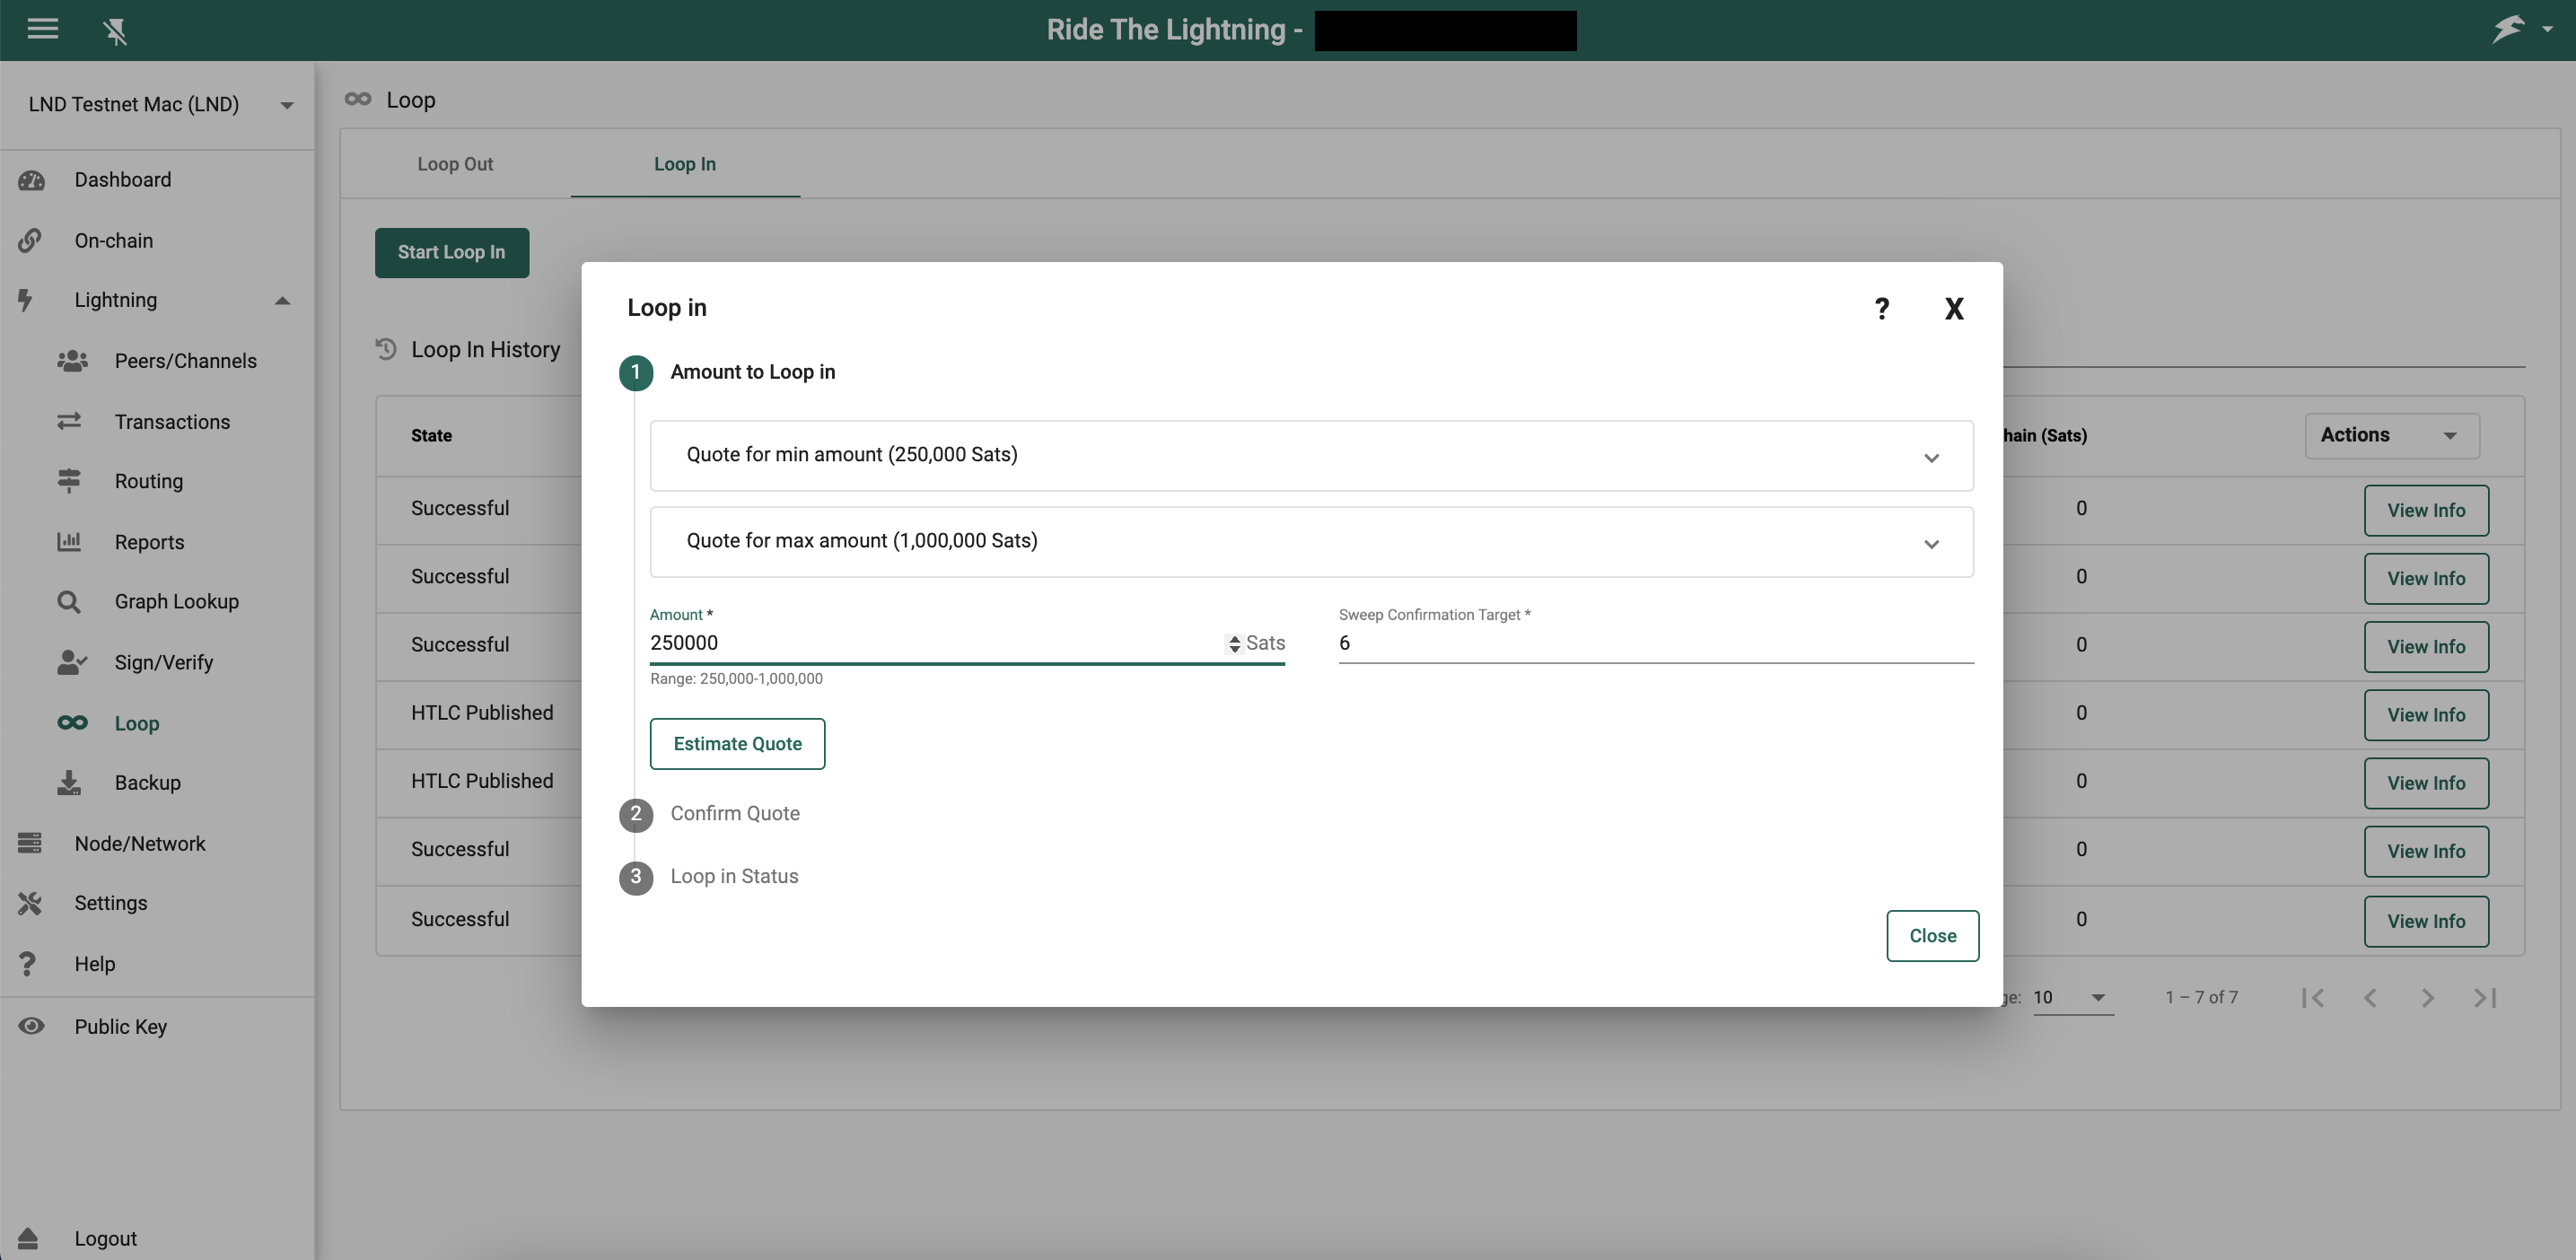 Ride The Lightning -
LND Testnet Mac (LND)
Dashboard
On-chain
Lightning
Peers/Channels
Transactions
Routing
Reports
Graph Lookup
Sign/Verify
Loop
Backup
Node/Network
Settings
Help
Public Key
Logout
Loop
Loop Out
Loop In
Start Loop In
Loop In History
State
hain (Sats)
Actions
Successful
0
View Info
Successful
0
View Info
Successful
0
View Info
HTLC Published
0
View Info
HTLC Published
0
View Info
Successful
0
View Info
Successful
0
View Info
ge: 10
1 – 7 of 7
Loop in
?
X
1 Amount to Loop in
Quote for min amount (250,000 Sats)
Quote for max amount (1,000,000 Sats)
Amount *
250000
Sats
Range: 250,000-1,000,000
Sweep Confirmation Target *
6
Estimate Quote
2 Confirm Quote
3 Loop in Status
Close